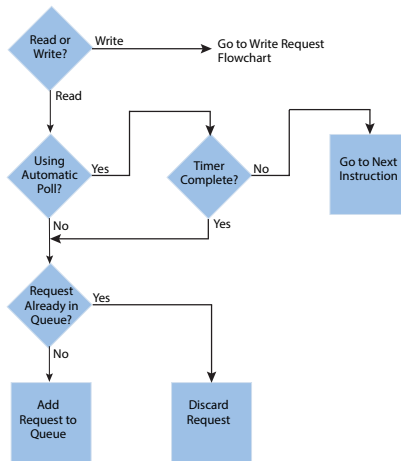 Read or
Write?
Write
Go to Write Request
Flowchart
Read
Using
Automatic
Poll?
Yes
Timer
Complete?
No
Go to Next
Instruction
No
Yes
Request
Already in
Queue?
Yes
No
Add
Request to
Queue
Discard
Request